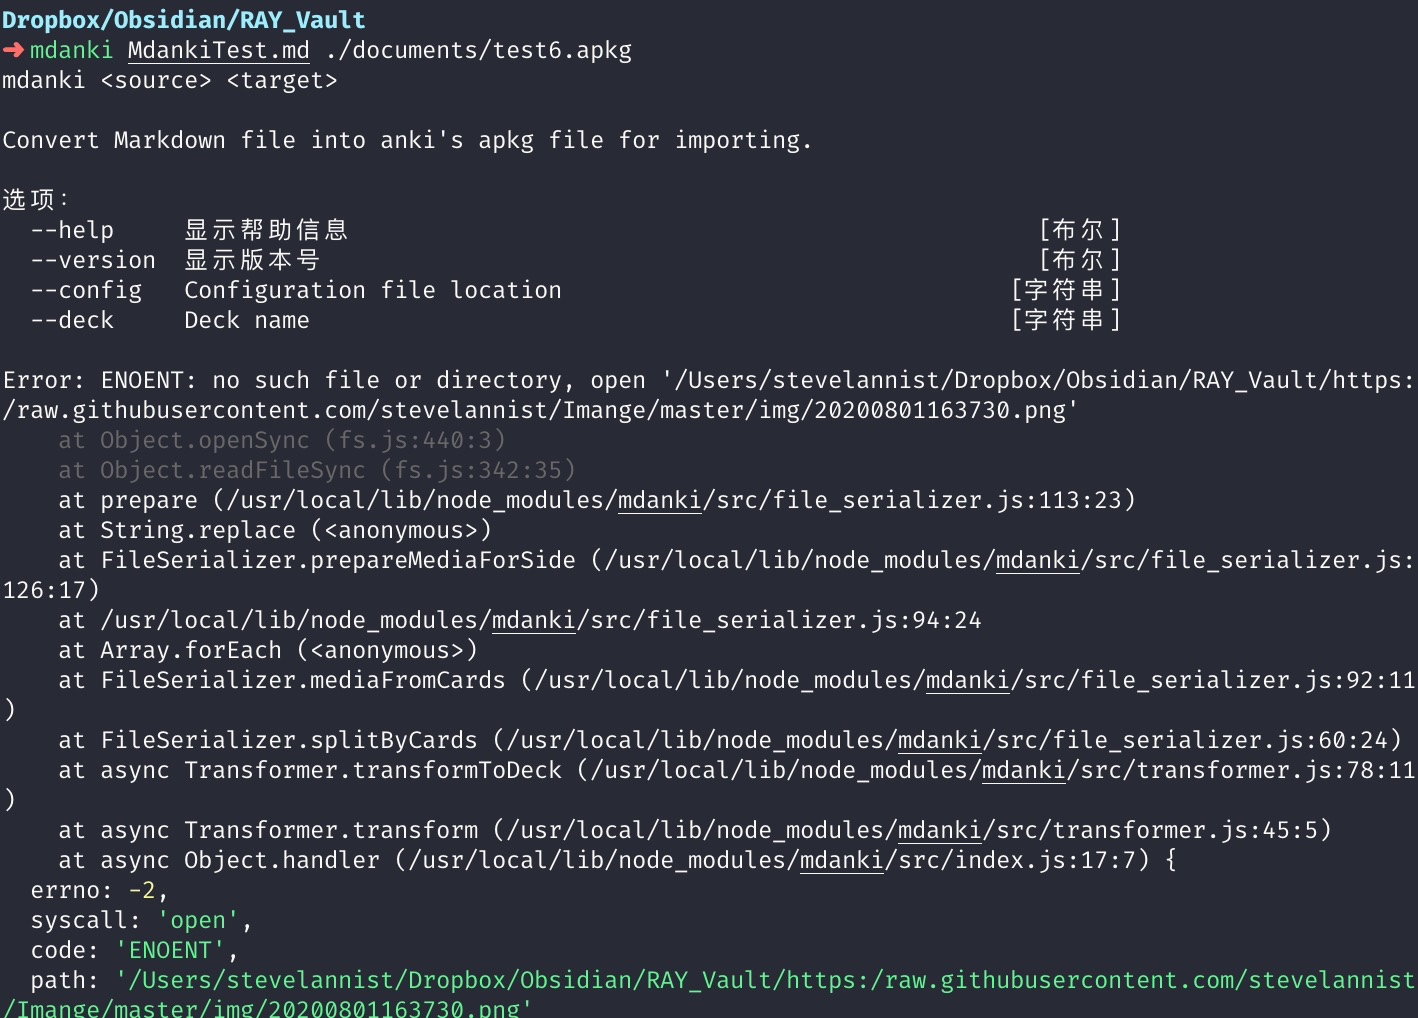 Dropbox/Obsidian/RAY_Vault
➜ mdanki MdankiTest.md ./documents/test6.apkg
mdanki <source> <target>
Convert Markdown file into anki's apkg file for importing.
选项：
--help 显示帮助信息 [布尔]
--version 显示版本号 [布尔]
--config Configuration file location [字符串]
--deck Deck name [字符串]
Error: ENOENT: no such file or directory, open '/Users/stevelannist/Dropbox/Obsidian/RAY_Vault/https:
/raw.githubusercontent.com/stevelannist/Imange/master/img/20200801163730.png'
at Object.openSync (fs.js:440:3)
at Object.readFileSync (fs.js:342:35)
at prepare (/usr/local/lib/node_modules/mdanki/src/file_serializer.js:113:23)
at String.replace (<anonymous>)
at FileSerializer.prepareMediaForSide (/usr/local/lib/node_modules/mdanki/src/file_serializer.js:
126:17)
at /usr/local/lib/node_modules/mdanki/src/file_serializer.js:94:24
at Array.forEach (<anonymous>)
at FileSerializer.mediaFromCards (/usr/local/lib/node_modules/mdanki/src/file_serializer.js:92:11
)
at FileSerializer.splitByCards (/usr/local/lib/node_modules/mdanki/src/file_serializer.js:60:24)
at async Transformer.transformToDeck (/usr/local/lib/node_modules/mdanki/src/transformer.js:78:11
)
at async Transformer.transform (/usr/local/lib/node_modules/mdanki/src/transformer.js:45:5)
at async Object.handler (/usr/local/lib/node_modules/mdanki/src/index.js:17:7) {
errno: -2,
syscall: 'open',
code: 'ENOENT',
path: '/Users/stevelannist/Dropbox/Obsidian/RAY_Vault/https:/raw.githubusercontent.com/stevelannist
/Imange/master/img/20200801163730.png'